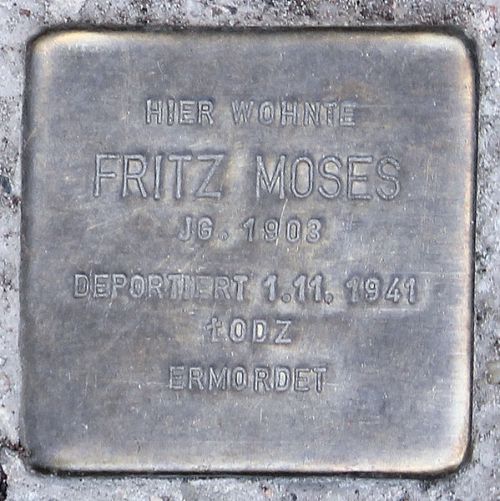 HIER WOHNTE
FRITZ MOSES
JG. 1903
DEPORTIERT 1.11. 1941
ŁODZ
ERMORDET